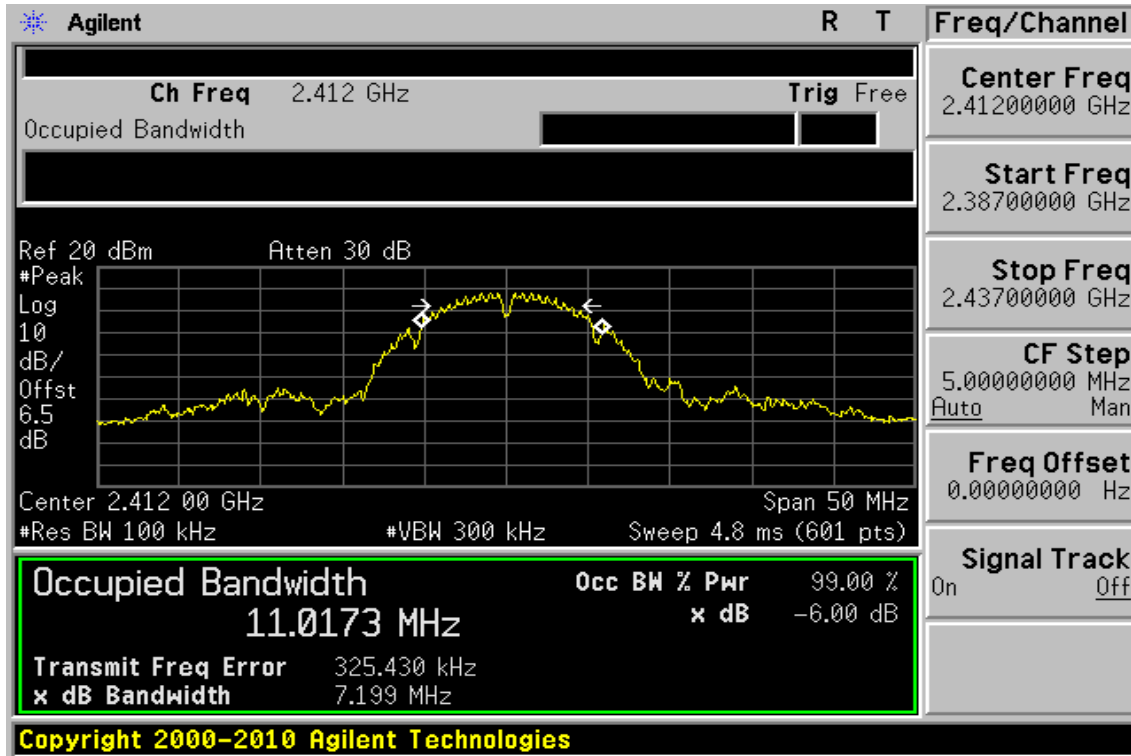 Agilent R T
Ch Freq 2.412 GHz Trig Free
Occupied Bandwidth
Ref 20 dBm Atten 30 dB
#Peak
Log
10
dB/
Offst
6.5
dB
Center 2.412 00 GHz Span 50 MHz
#Res BW 100 kHz #VBW 300 kHz Sweep 4.8 ms (601 pts)
Occupied Bandwidth
11.0173 MHz
Occ BW % Pwr 99.00 %
x dB -6.00 dB
Transmit Freq Error 325.430 kHz
x dB Bandwidth 7.199 MHz
Copyright 2000-2010 Agilent Technologies
Freq/Channel
Center Freq
2.41200000 GHz
Start Freq
2.38700000 GHz
Stop Freq
2.43700000 GHz
CF Step
5.00000000 MHz
Auto Man
Freq Offset
0.00000000 Hz
Signal Track
On Off